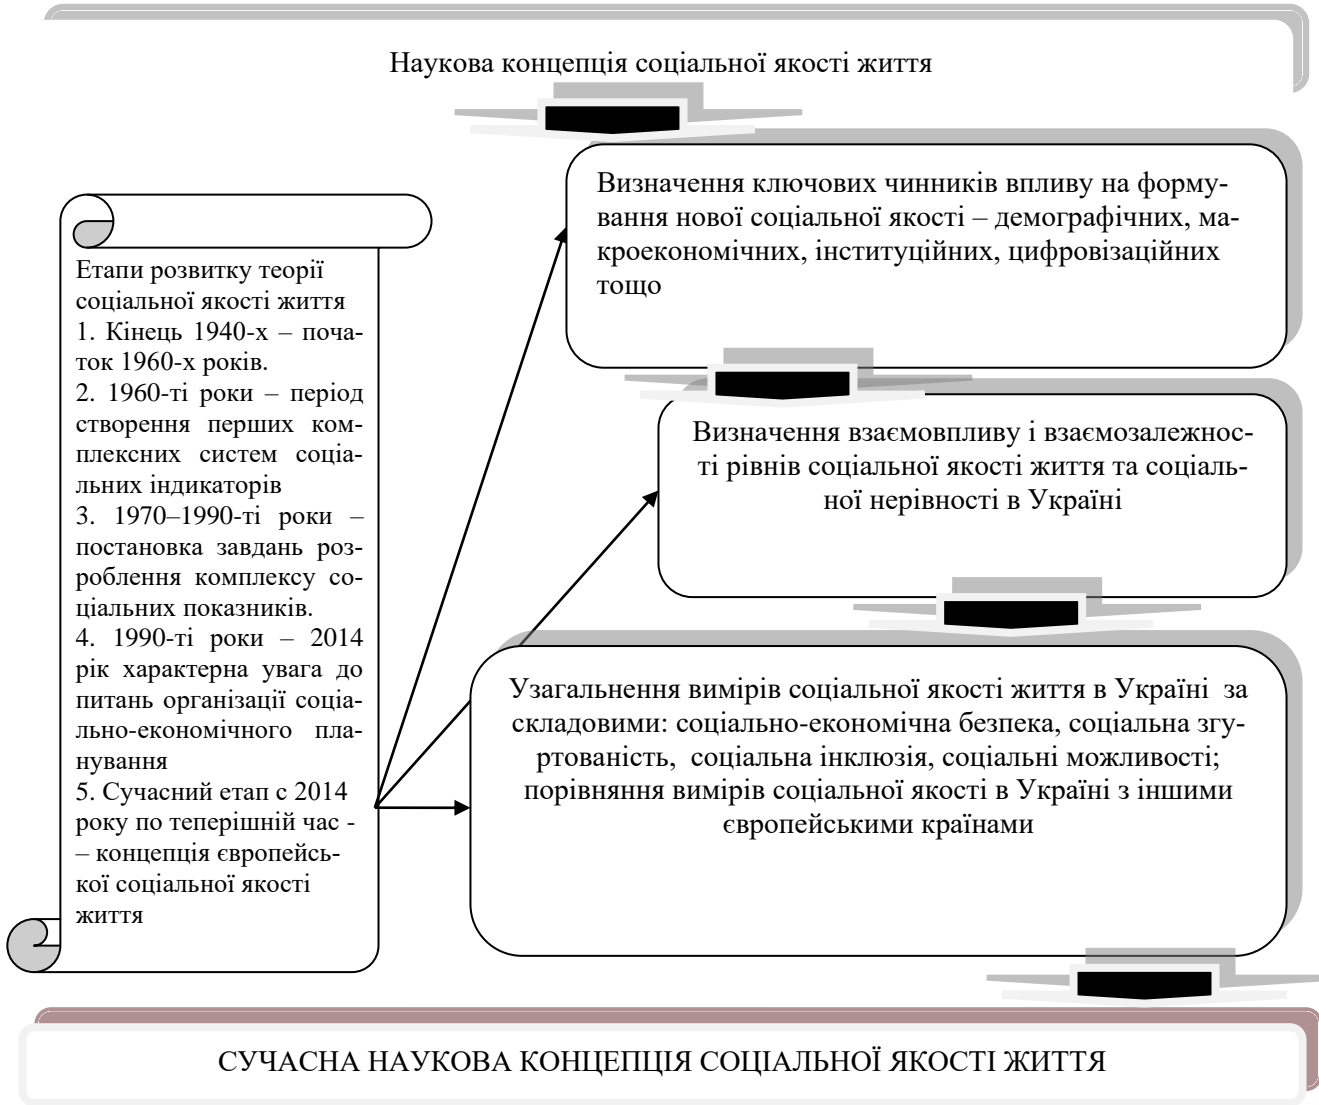 Наукова концепція соціальної якості життя
Визначення ключових чинників впливу на форму-
вання нової соціальної якості – демографічних, ма-
кроекономічних, інституційних, цифровізаційних
тощо
Етапи розвитку теорії
соціальної якості життя
1. Кінець 1940-х – поча-
ток 1960-х років.
2. 1960-ті роки – період
створення перших ком-
плексних систем соціа-
льних індикаторів
3. 1970–1990-ті роки –
постановка завдань роз-
роблення комплексу со-
ціальних показників.
4. 1990-ті роки – 2014
рік характерна увага до
питань організації соціа-
льно-економічного пла-
нування
5. Сучасний етап с 2014
року по теперішній час -
– концепція європейсь-
кої соціальної якості
життя
Визначення взаємовпливу і взаємозалежнос-
ті рівнів соціальної якості життя та соціаль-
ної нерівності в Україні
Узагальнення вимірів соціальної якості життя в Україні за
складовими: соціально-економічна безпека, соціальна згу-
ртованість, соціальна інклюзія, соціальні можливості;
порівняння вимірів соціальної якості в Україні з іншими
європейськими країнами
СУЧАСНА НАУКОВА КОНЦЕПЦІЯ СОЦІАЛЬНОЇ ЯКОСТІ ЖИТТЯ